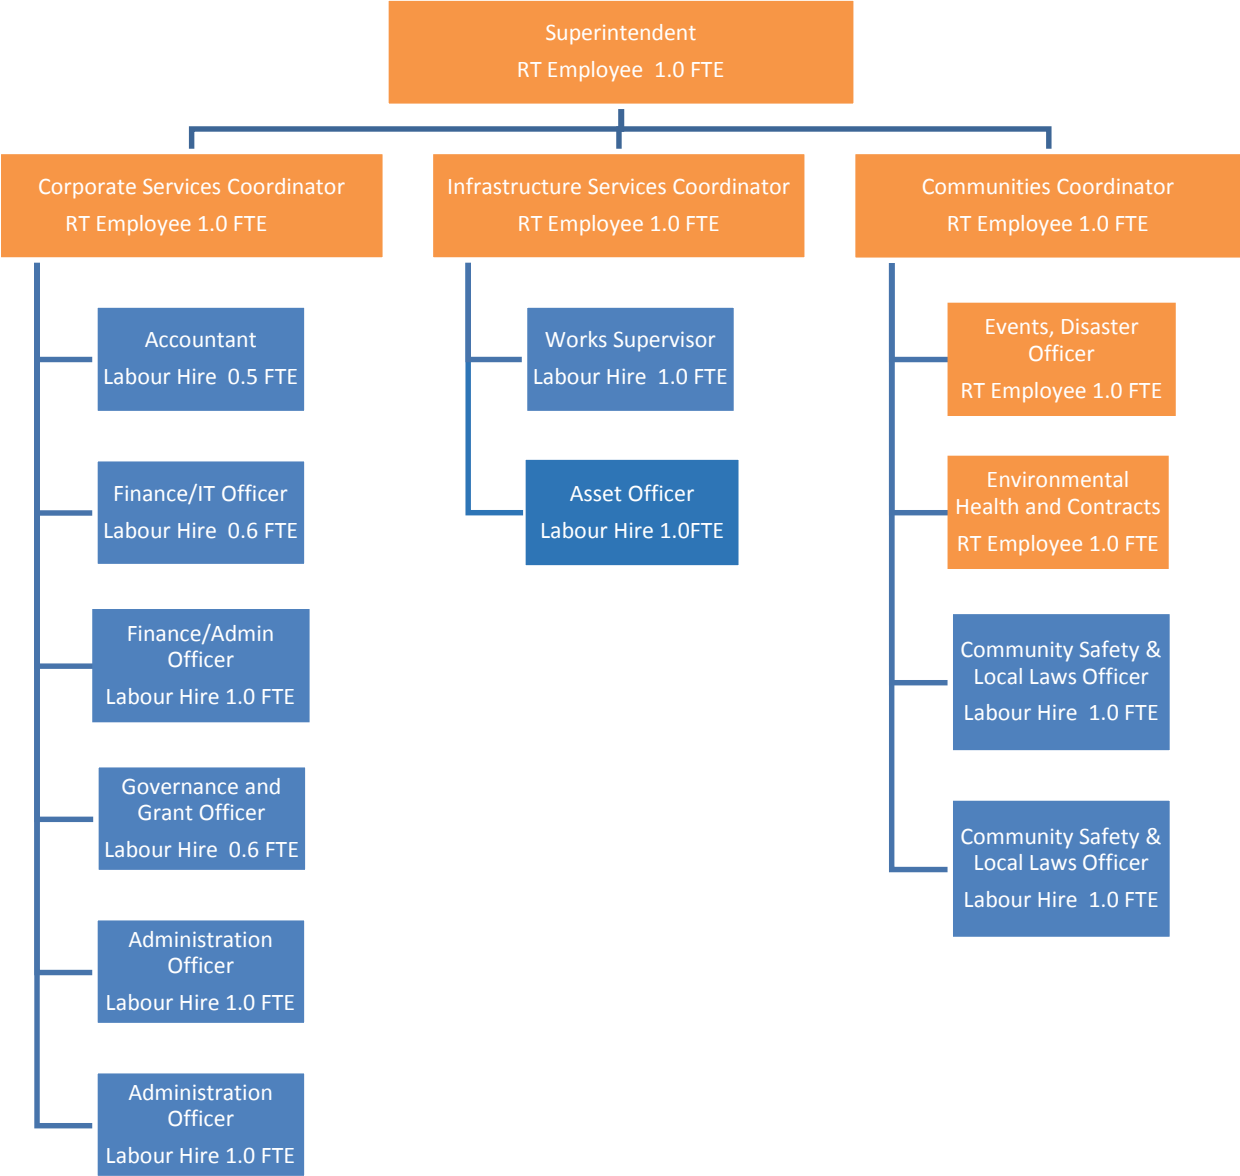 Superintendent
RT Employee  1.0 FTE
Corporate Services Coordinator
RT Employee 1.0 FTE
Infrastructure Services Coordinator
RT Employee 1.0 FTE
Communities Coordinator
RT Employee 1.0 FTE
Accountant
Labour Hire  0.5 FTE
Finance/IT Officer
Labour Hire  0.6 FTE
Finance/Admin
Officer
Labour Hire 1.0 FTE
Governance and
Grant Officer
Labour Hire  0.6 FTE
Administration
Officer
Labour Hire 1.0 FTE
Administration
Officer
Labour Hire 1.0 FTE
Works Supervisor
Labour Hire  1.0 FTE
Asset Officer
Labour Hire 1.0FTE
Events, Disaster
Officer
RT Employee 1.0 FTE
Environmental
Health and Contracts
RT Employee 1.0 FTE
Community Safety &
Local Laws Officer
Labour Hire  1.0 FTE
Community Safety &
Local Laws Officer
Labour Hire  1.0 FTE